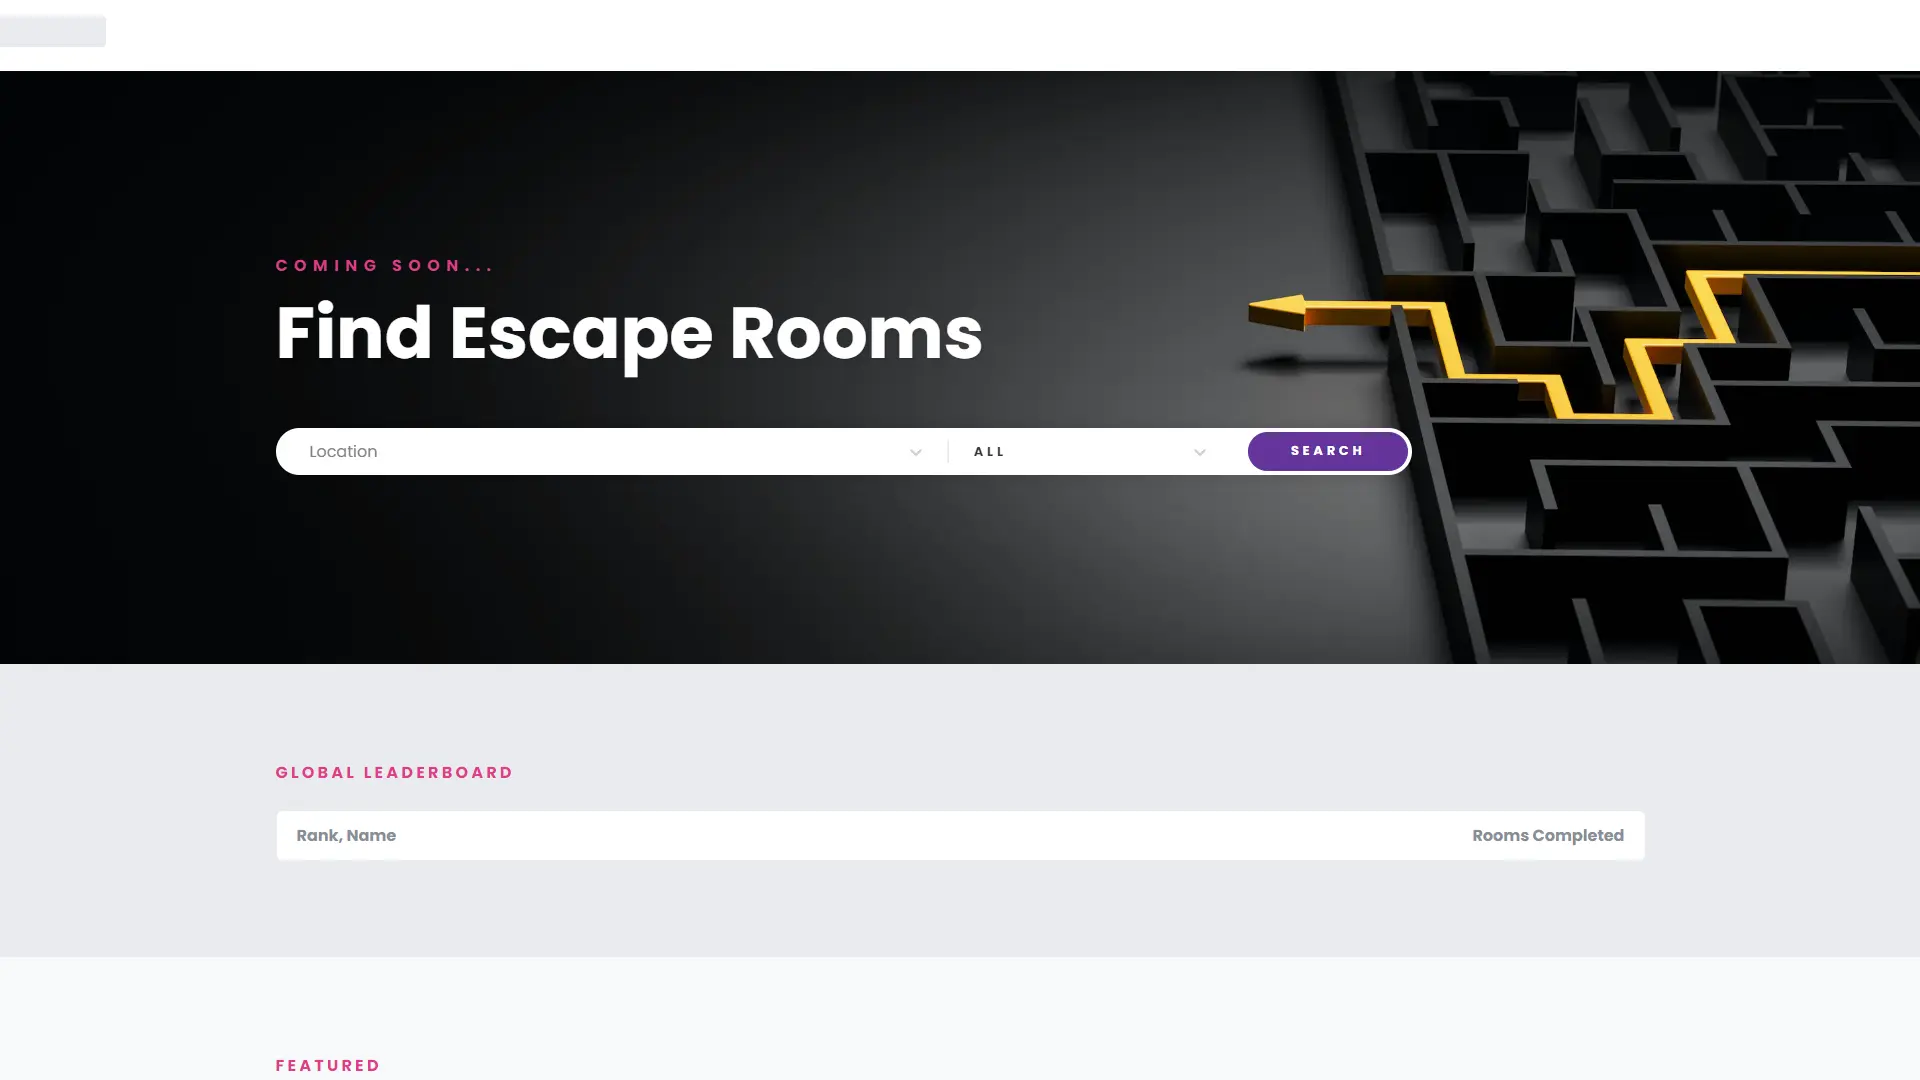 COMING SOON...
Find Escape Rooms
Location
ALL
SEARCH
GLOBAL LEADERBOARD
Rank, Name
Rooms Completed
FEATURED